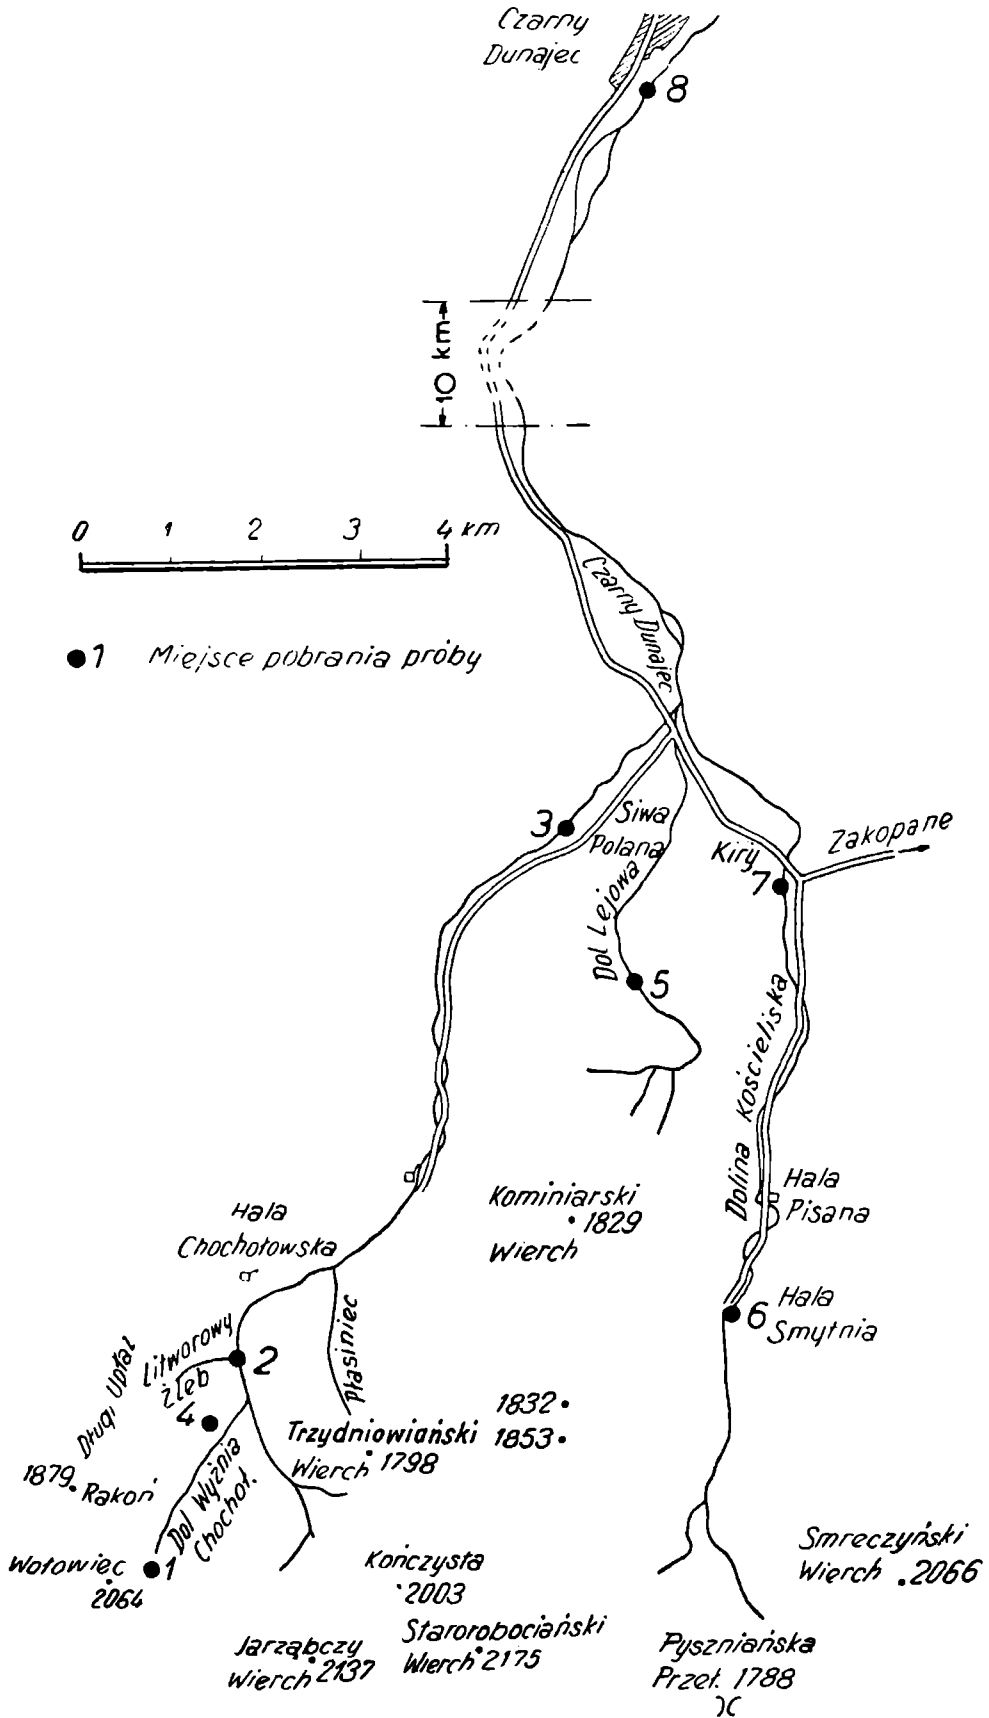 Czarny
Dunajec
8
10 km
0 1 2 3 4 km
Czarny Dunajec
1 Miejsce pobrania próby
3
Siwa
Polana
Kiry
Zakopane
7
Dol Lejowa
5
Dolina Kościeliska
Hala
Pisana
Kominiarski
1829
Wierch
Hala
Chochołowska
6
Hala
Smytnia
Litworowy
Żleb
2
Ptasiniec
Długi Upłaz
4
1832
1853
Trzydniowiański
Wierch 1798
1879
Rakoń
Dol Wyżnia
Chochoł.
Wołowiec
2064
1
Kończysta
2003
Smreczyński
Wierch 2066
Starorobociański
Wierch 2175
Jarząbczy
Wierch 2137
Pyszniańska
Przeł. 1788